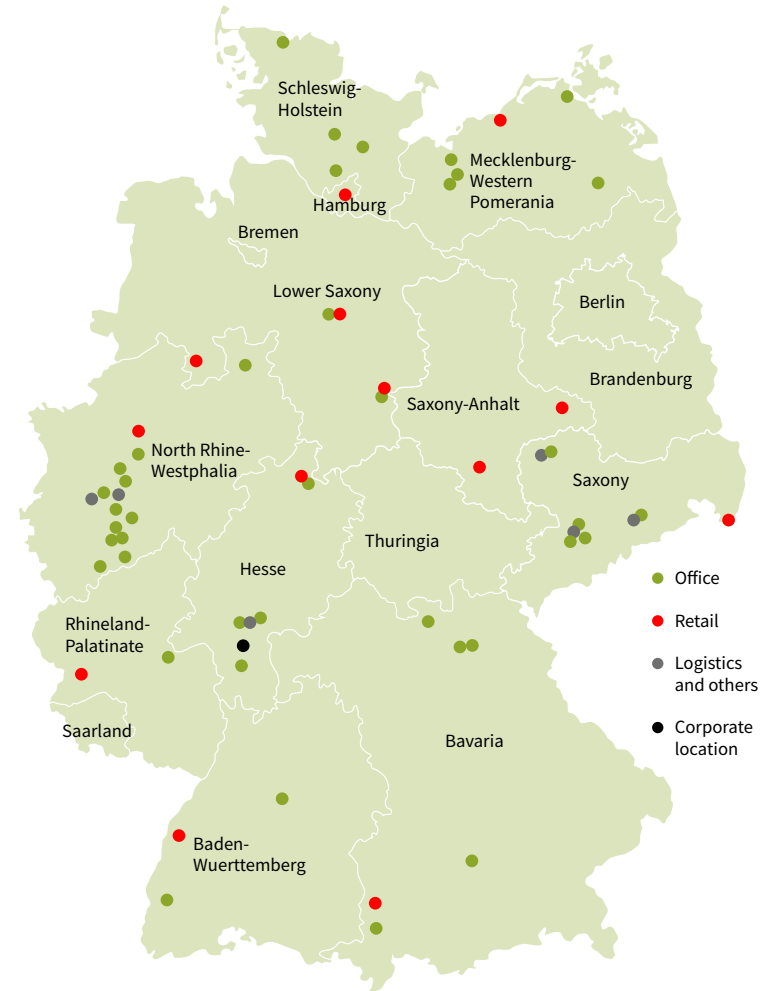 Schleswig-
Holstein
Mecklenburg-
Western
Pomerania
Hamburg
Bremen
Lower Saxony
Berlin
Brandenburg
Saxony-Anhalt
North Rhine-
Westphalia
Saxony
Thuringia
Hesse
Rhineland-
Palatinate
Saarland
Bavaria
Baden-
Wuerttemberg
Office
Retail
Logistics
and others
Corporate
location